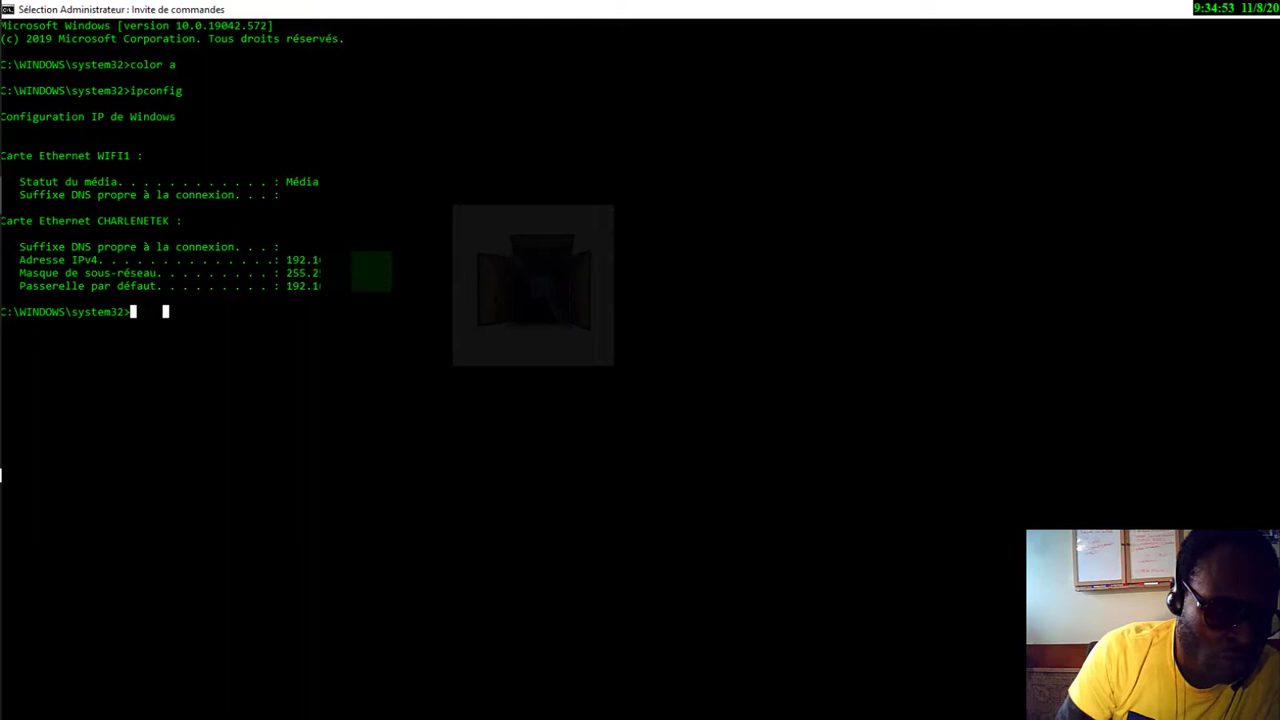 Sélection Administrateur : Invite de commandes
9:34:53 11/8/20
Microsoft Windows [version 10.0.19042.572]
(c) 2019 Microsoft Corporation. Tous droits réservés.
C:\WINDOWS\system32>color a
C:\WINDOWS\system32>ipconfig
Configuration IP de Windows
Carte Ethernet WIFI1 :
Statut du média. . . . . . . . . . . . : Média
Suffixe DNS propre à la connexion. . . :
Carte Ethernet CHARLENETEK :
Suffixe DNS propre à la connexion. . . :
Adresse IPv4. . . . . . . . . . . . . .: 192.1
Masque de sous-réseau. . . . . . . . . : 255.2
Passerelle par défaut. . . . . . . . . : 192.1
C:\WINDOWS\system32>